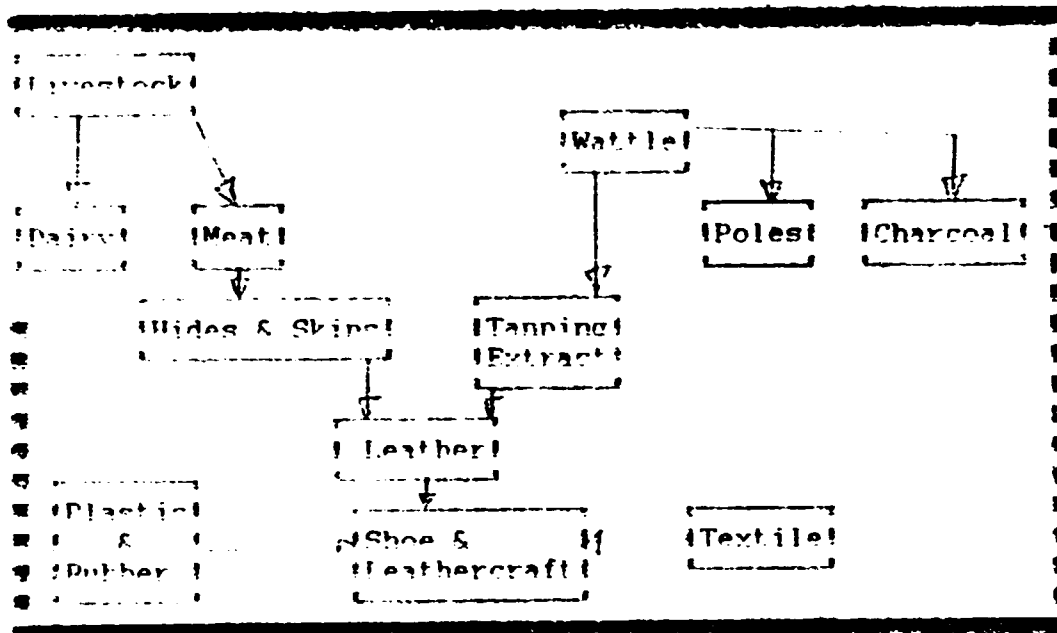 Livestock
Wattle
Dairy
Meat
Poles
Charcoal
Hides & Skins
Tanning
Extract
Leather
Plastic
&
Rubber
Shoe &
Leathercraft
Textile